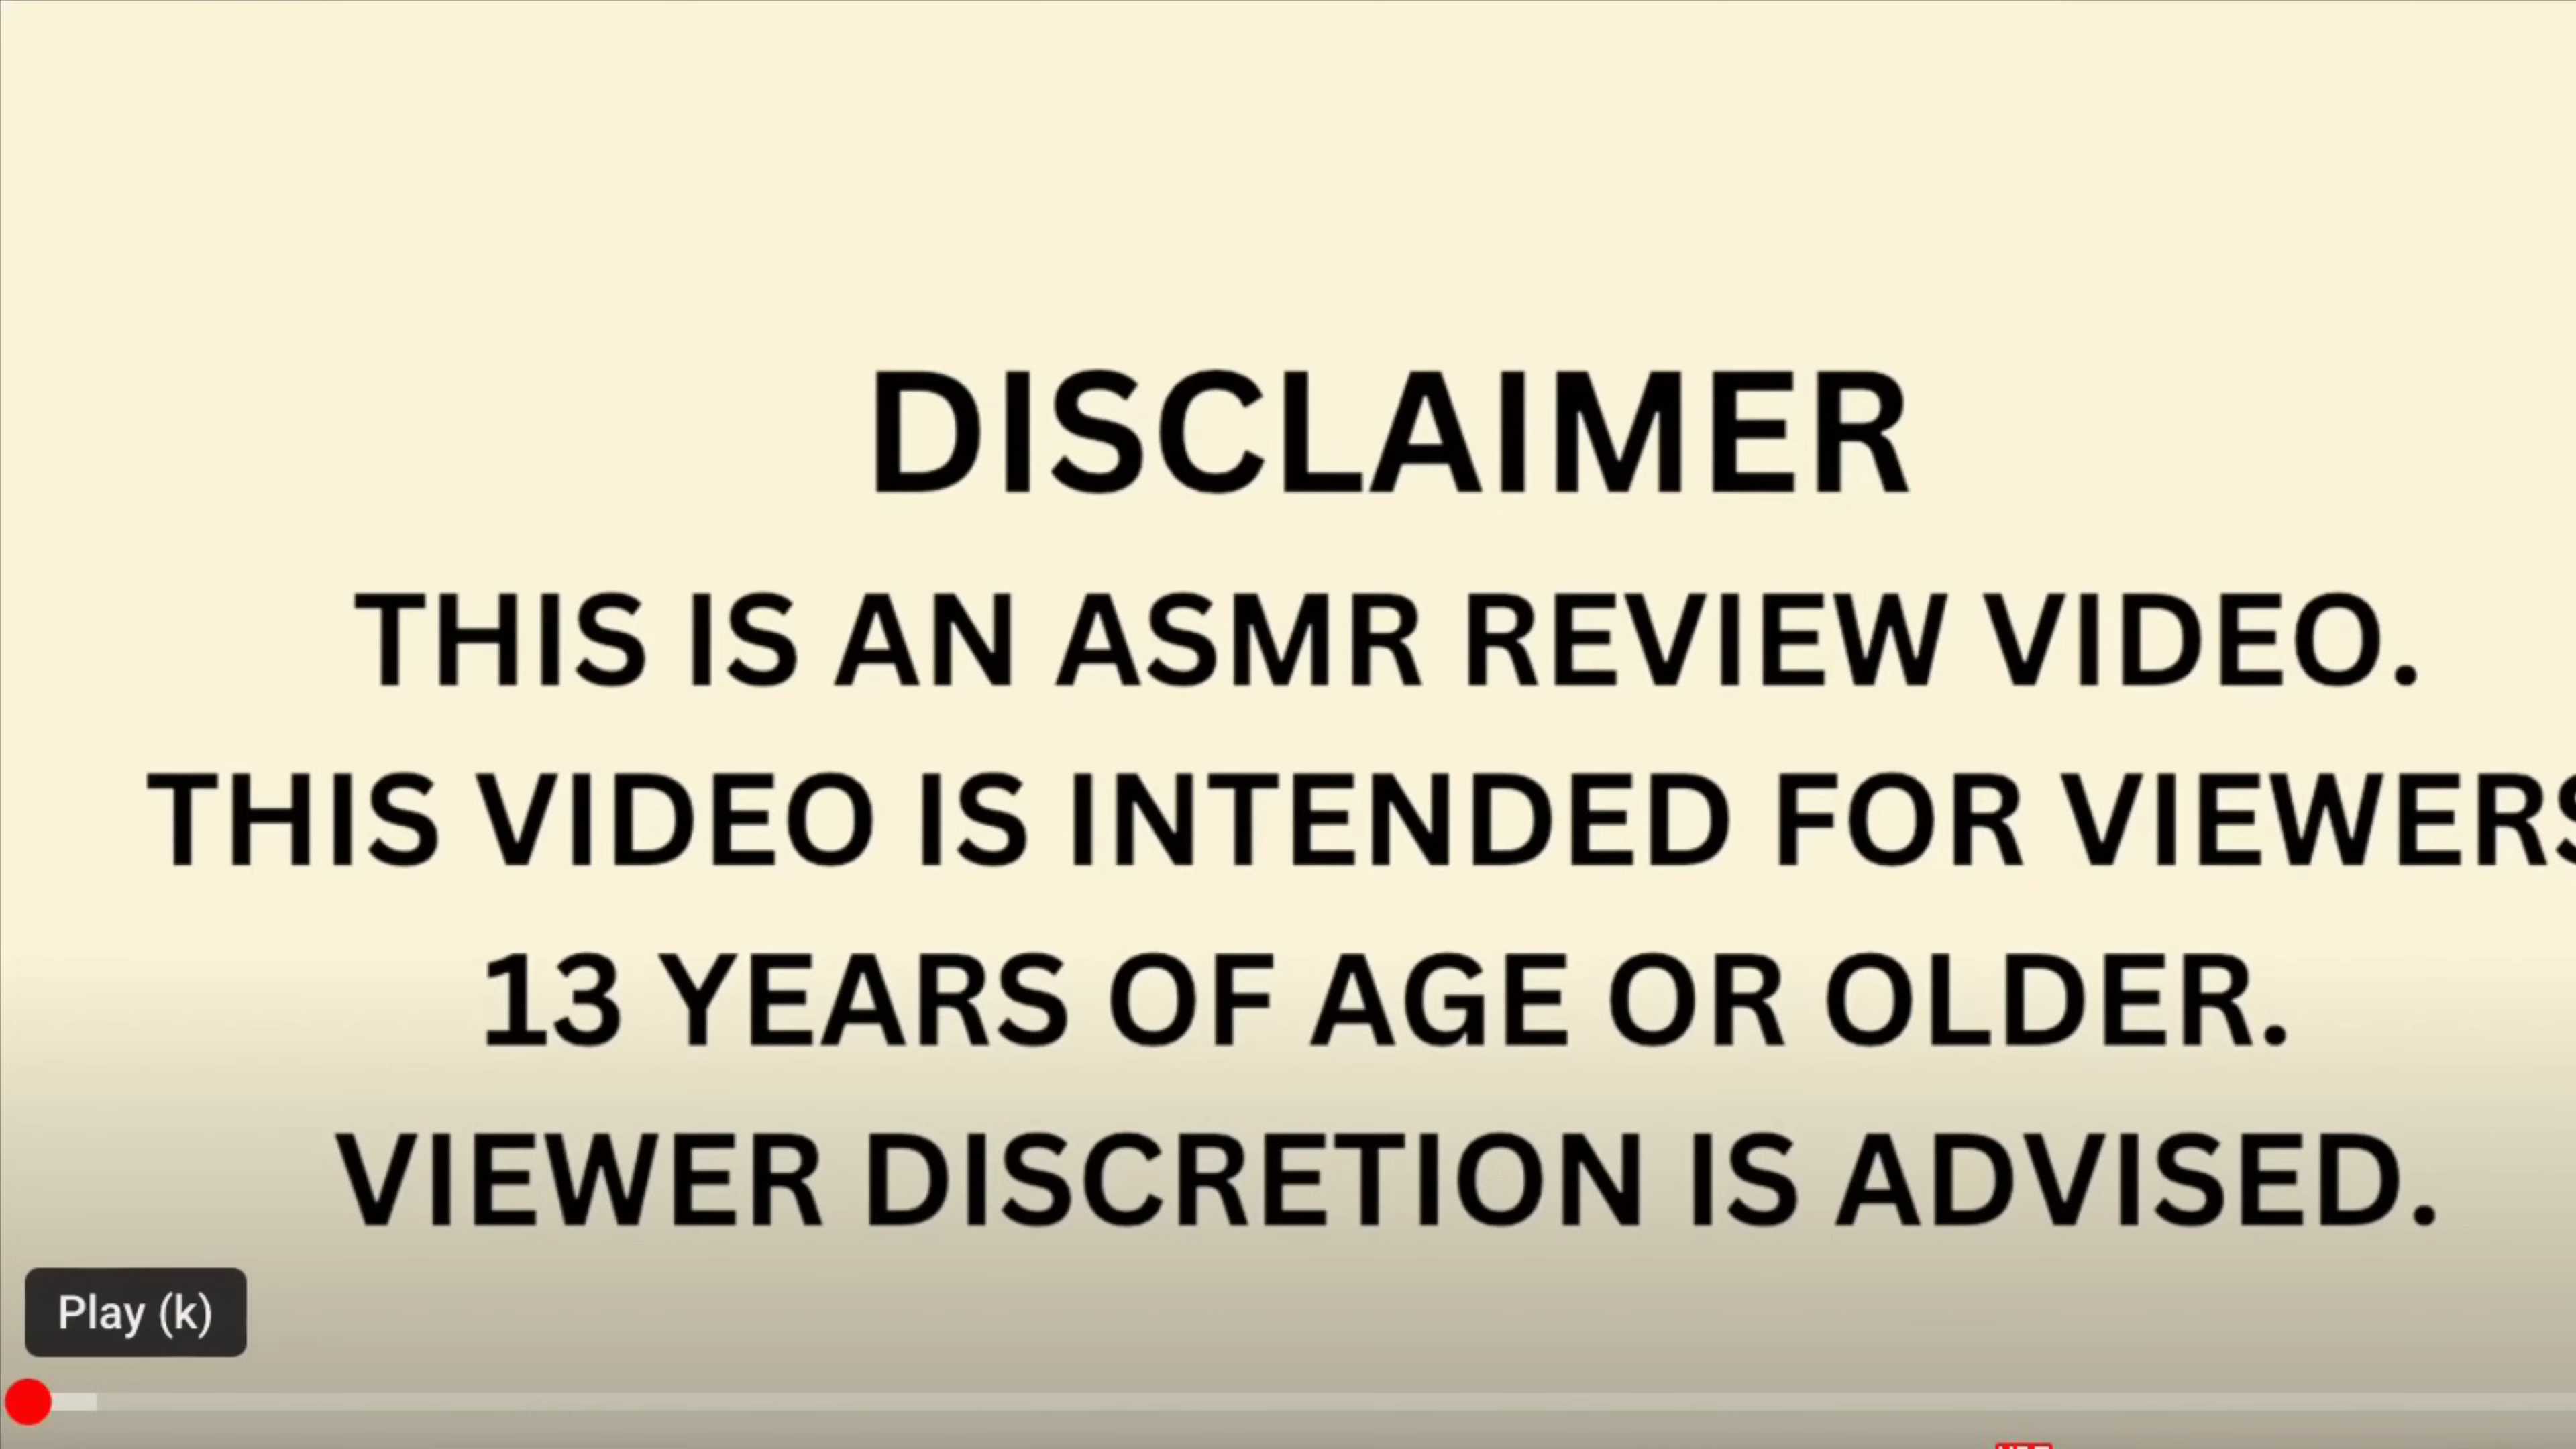 DISCLAIMER
THIS IS AN ASMR REVIEW VIDEO.
THIS VIDEO IS INTENDED FOR VIEWERS
13 YEARS OF AGE OR OLDER.
VIEWER DISCRETION IS ADVISED.
Play (k)